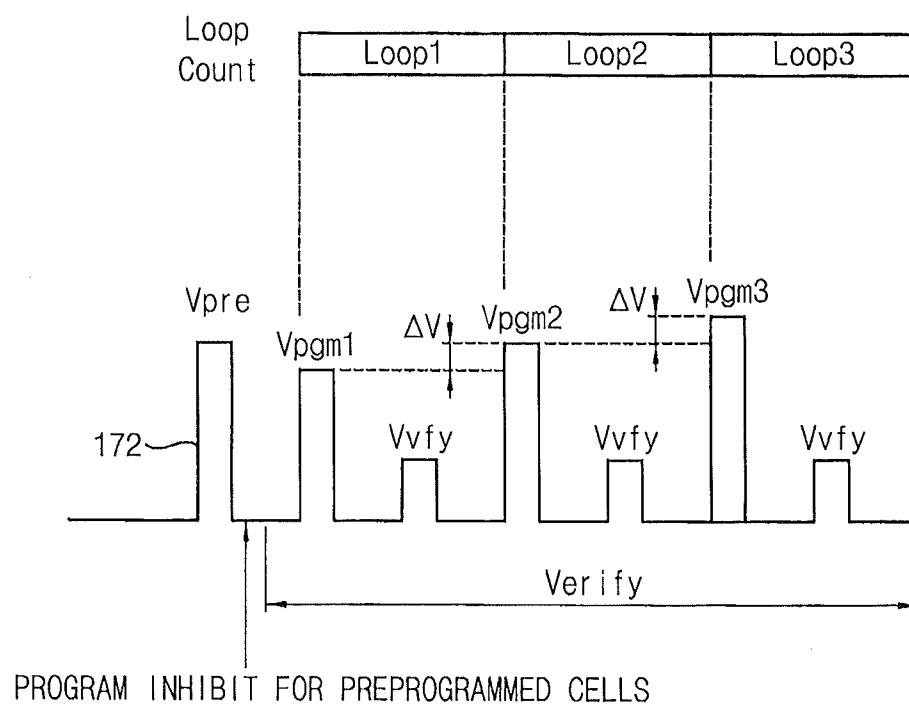 Loop
Count
Loop1 Loop2 Loop3
Vpre
Vpgm1
ΔV
Vpgm2
ΔV
Vpgm3
172
Vvfy Vvfy Vvfy
Verify
PROGRAM INHIBIT FOR PREPROGRAMMED CELLS